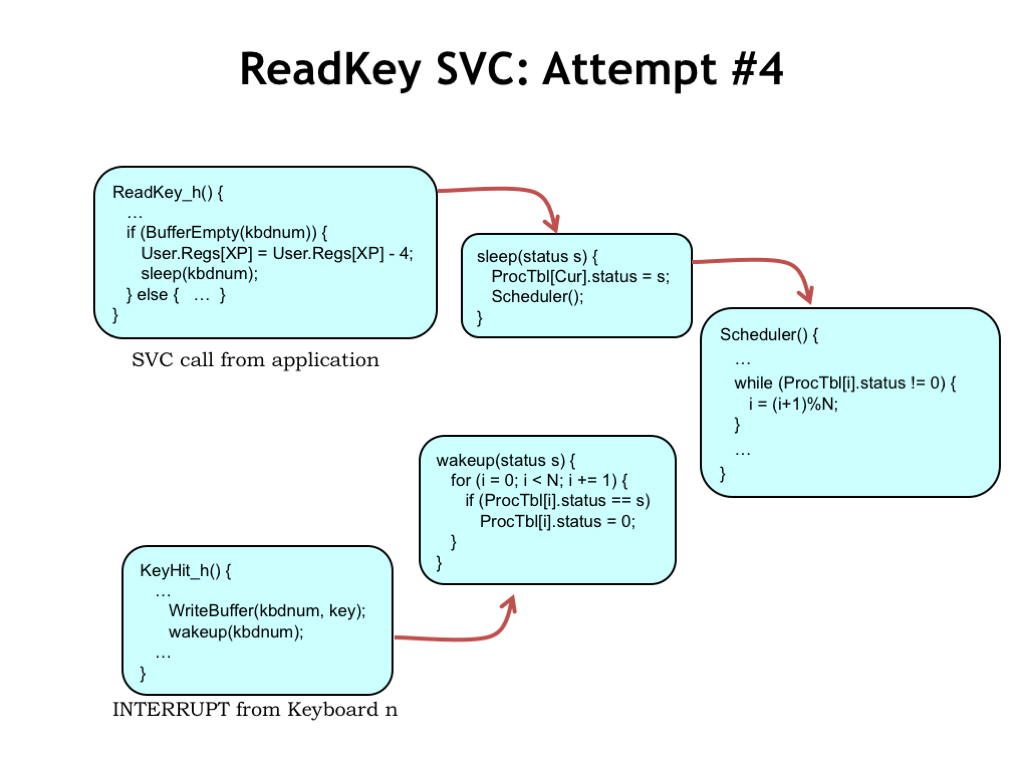 ReadKey SVC: Attempt #4
ReadKey_h() {
…
if (BufferEmpty(kbdnum)) {
User.Regs[XP] = User.Regs[XP] - 4;
sleep(kbdnum);
} else { … }
}
SVC call from application
sleep(status s) {
ProcTbl[Cur].status = s;
Scheduler();
}
Scheduler() {
…
while (ProcTbl[i].status != 0) {
i = (i+1)%N;
}
…
}
wakeup(status s) {
for (i = 0; i < N; i += 1) {
if (ProcTbl[i].status == s)
ProcTbl[i].status = 0;
}
}
KeyHit_h() {
…
WriteBuffer(kbdnum, key);
wakeup(kbdnum);
…
}
INTERRUPT from Keyboard n